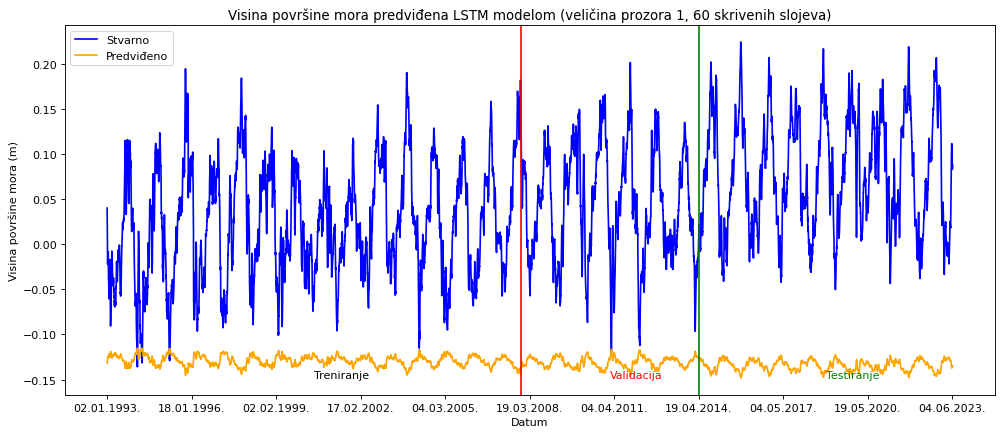 Visina površine mora predviđena LSTM modelom (veličina prozora 1, 60 skrivenih slojeva)
Stvarno
Predviđeno
Visina površine mora (m)
0.20
0.15
0.10
0.05
0.00
−0.05
−0.10
−0.15
Treniranje
Validacija
Testiranje
02.01.1993.
18.01.1996.
02.02.1999.
17.02.2002.
04.03.2005.
19.03.2008.
04.04.2011.
19.04.2014.
04.05.2017.
19.05.2020.
04.06.2023.
Datum